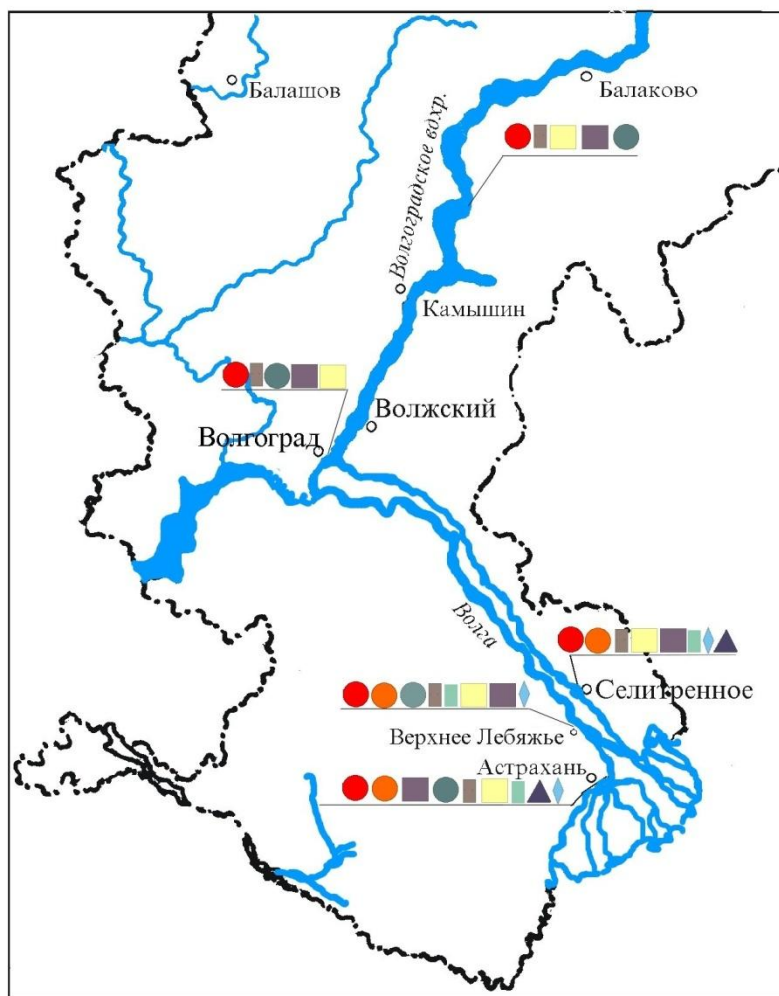 Балашов
Балаково
Волгоградское вдхр.
Камышин
Волжский
Волгоград
Волга
Селитренное
Верхнее Лебяжье
Астрахань